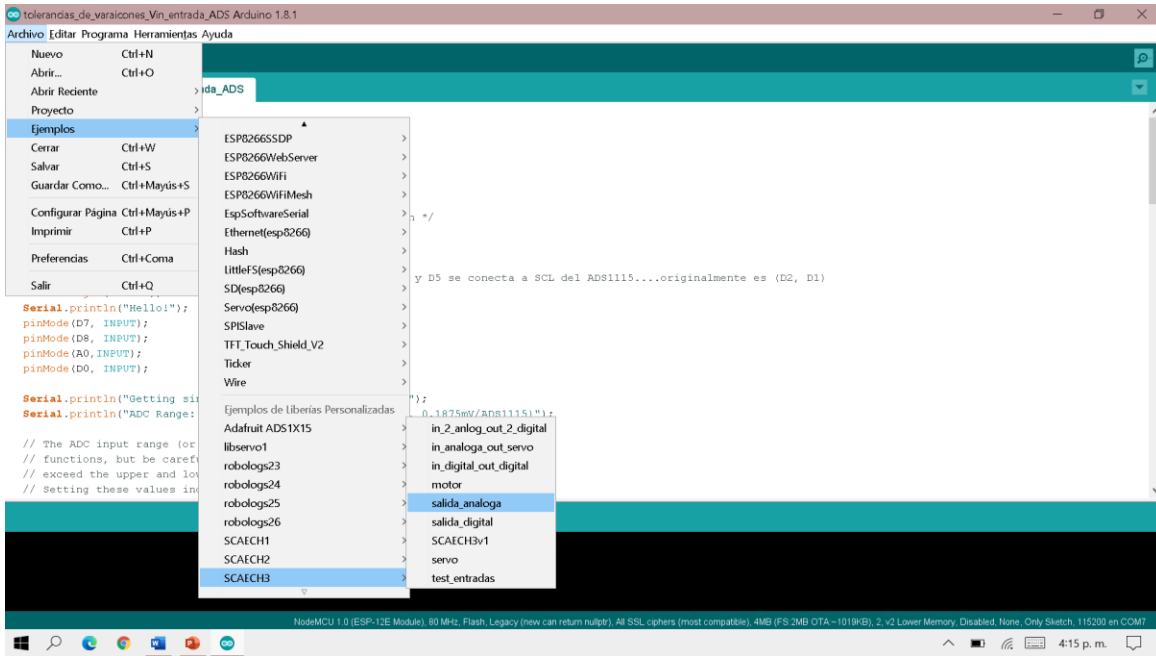 tolerancias_de_varaicones_Vin_entrada_ADS Arduino 1.8.1
Archivo Editar Programa Herramientas Ayuda
Nuevo Ctrl+N
Abrir... Ctrl+O
Abrir Reciente
Proyecto
Ejemplos
Cerrar Ctrl+W
Salvar Ctrl+S
Guardar Como... Ctrl+Mayús+S
Configurar Página Ctrl+Mayús+P
Imprimir Ctrl+P
Preferencias Ctrl+Coma
Salir Ctrl+Q
da_ADS
ESP8266SSDP
ESP8266WebServer
ESP8266WiFi
ESP8266WiFiMesh
EspSoftwareSerial
Ethernet(esp8266)
Hash
LittleFS(esp8266)
SD(esp8266)
Servo(esp8266)
SPISlave
TFT_Touch_Shield_V2
Ticker
Wire
Ejemplos de Liberías Personalizadas
Adafruit ADS1X15
libservo1
robologs23
robologs24
robologs25
robologs26
SCAECH1
SCAECH2
SCAECH3
in_2_anlog_out_2_digital
in_analoga_out_servo
in_digital_out_digital
motor
salida_analoga
salida_digital
SCAECH3v1
servo
test_entradas
*/
y D5 se conecta a SCL del ADS1115....originalmente es (D2, D1)
Serial.println("Hello!");
pinMode(D7, INPUT);
pinMode(D8, INPUT);
pinMode(A0,INPUT);
pinMode(D0, INPUT);
Serial.println("Getting si ");
Serial.println("ADC Range: 0.1875mV/ADS1115)");
// The ADC input range (or
// functions, but be caref
// exceed the upper and lo
// Setting these values in
NodeMCU 1.0 (ESP-12E Module), 80 MHz, Flash, Legacy (new can return nullptr), All SSL ciphers (most compatible), 4MB (FS:2MB OTA~1019KB), 2, v2 Lower Memory, Disabled, None, Only Sketch, 115200 en COM7
4:15 p. m.